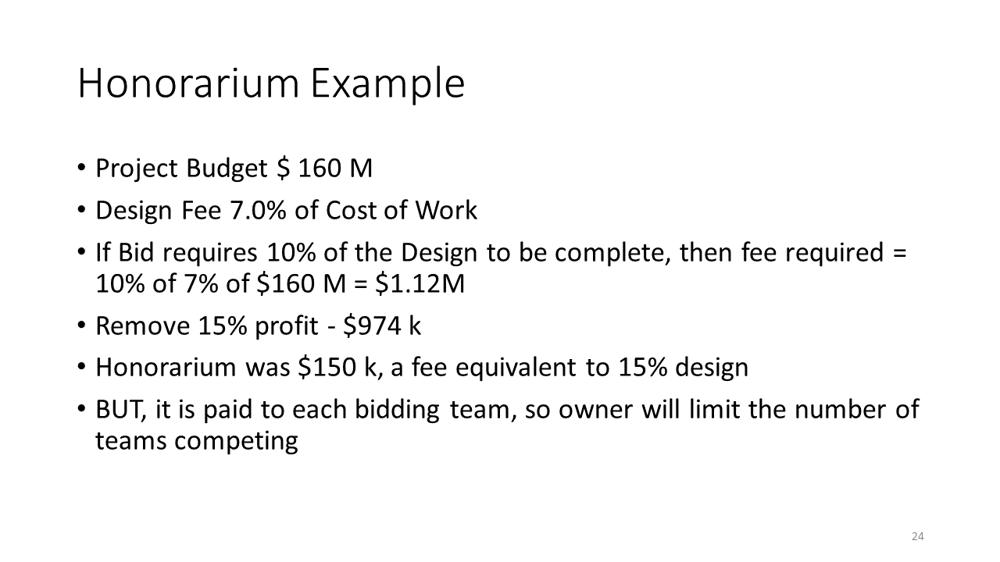 Honorarium Example
• Project Budget $ 160 M
• Design Fee 7.0% of Cost of Work
• If Bid requires 10% of the Design to be complete, then fee required =
10% of 7% of $160 M = $1.12M
• Remove 15% profit - $974 k
• Honorarium was $150 k, a fee equivalent to 15% design
• BUT, it is paid to each bidding team, so owner will limit the number of
teams competing
24